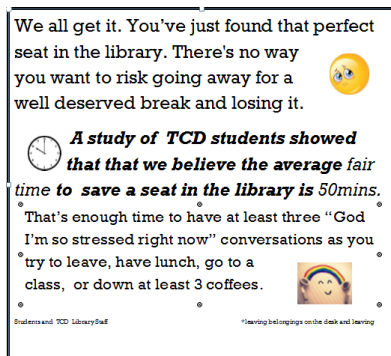 We all get it. You've just found that perfect
seat in the library. There's no way
you want to risk going away for a
well deserved break and losing it.
A study of TCD students showed
that that we believe the average fair
time to save a seat in the library is 50mins.
That's enough time to have at least three "God
I'm so stressed right now" conversations as you
try to leave, have lunch, go to a
class, or down at least 3 coffees.
Students and TCD Library Staff *leaving belongings on the desk and leaving